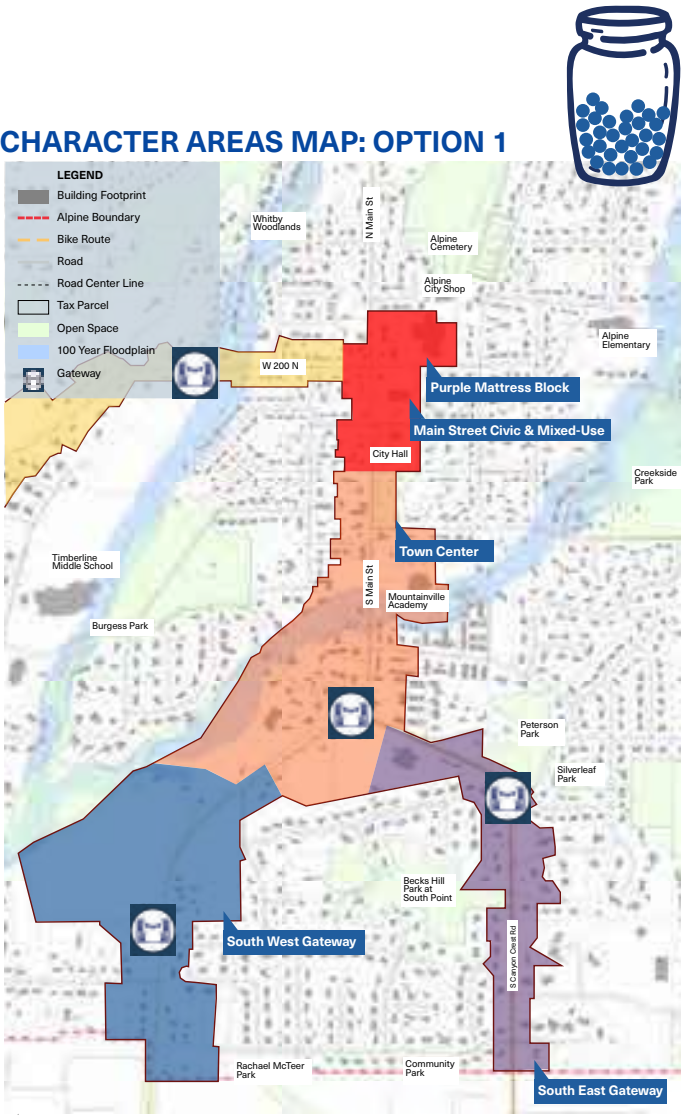 CHARACTER AREAS MAP: OPTION 1
LEGEND
Building Footprint
Alpine Boundary
Bike Route
Road
Road Center Line
Tax Parcel
Open Space
100 Year Floodplain
Gateway
Whitby
Woodlands
N Main St
Alpine
Cemetery
Alpine
City Shop
Alpine
Elementary
W 200 N
Purple Mattress Block
Main Street Civic & Mixed-Use
City Hall
Creekside
Park
Town Center
Timberline
Middle School
S Main St
Mountainville
Academy
Burgess Park
Peterson
Park
Silverleaf
Park
Becks Hill
Park at
South Point
South West Gateway
S Canyon Crest Rd
Rachael McTeer
Park
Community
Park
South East Gateway